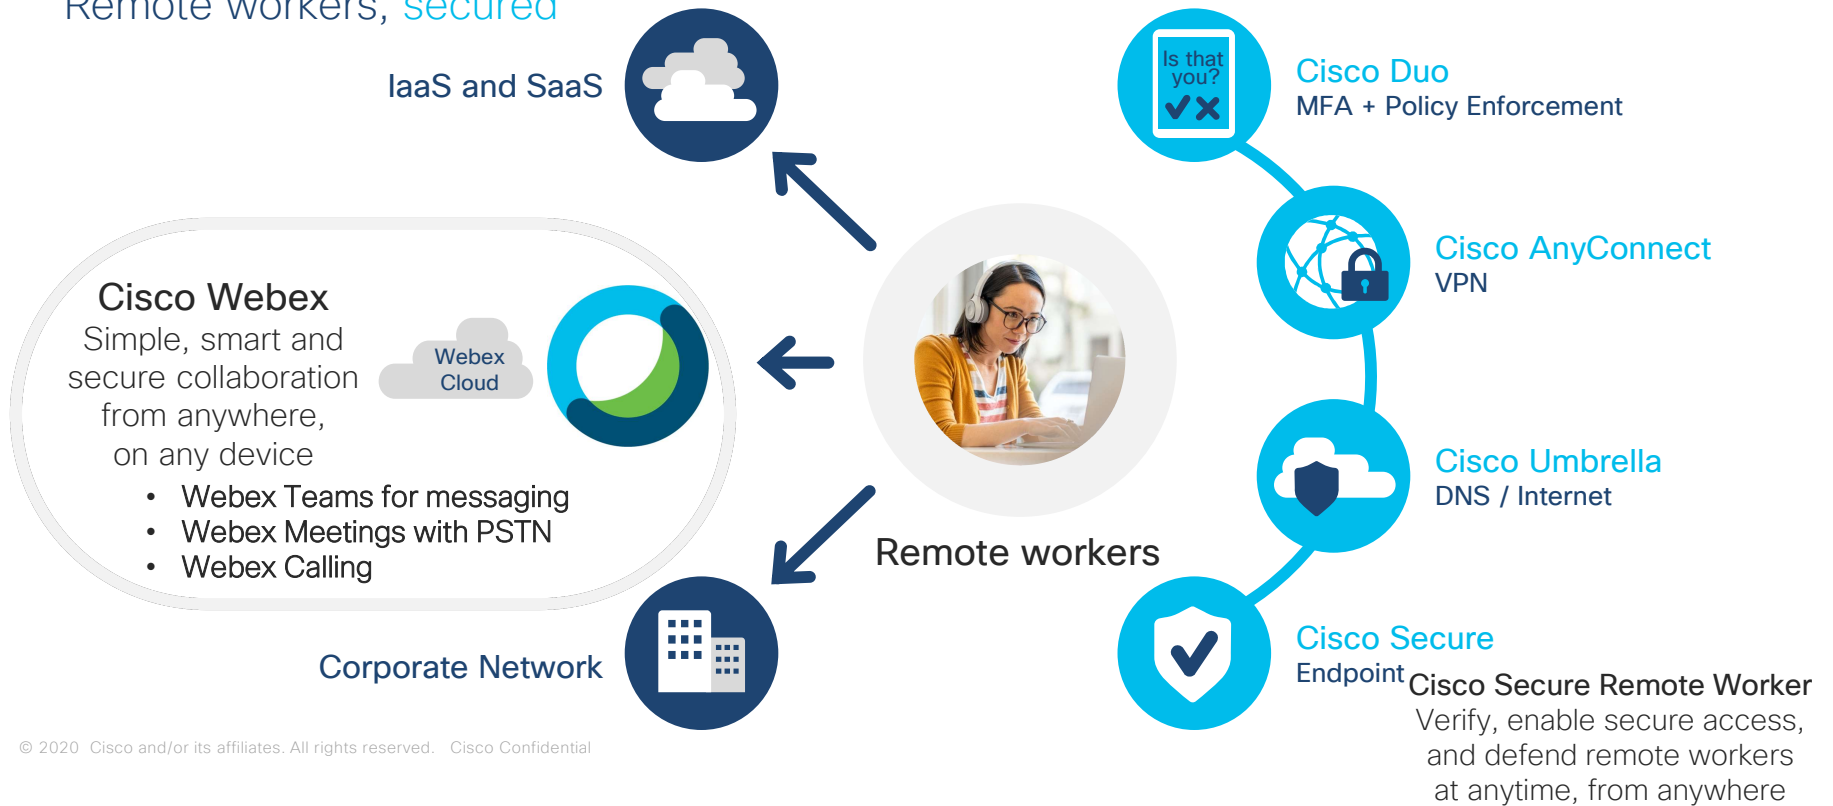 Remote workers, secured
IaaS and SaaS
Cisco Webex
Simple, smart and
secure collaboration
from anywhere,
on any device
• Webex Teams for messaging
• Webex Meetings with PSTN
• Webex Calling
Webex
Cloud
Corporate Network
Remote workers
Is that
you?
Cisco Duo
MFA + Policy Enforcement
Cisco AnyConnect
VPN
Cisco Umbrella
DNS / Internet
Cisco Secure
Endpoint
Cisco Secure Remote Worker
Verify, enable secure access,
and defend remote workers
at anytime, from anywhere
© 2020 Cisco and/or its affiliates. All rights reserved. Cisco Confidential